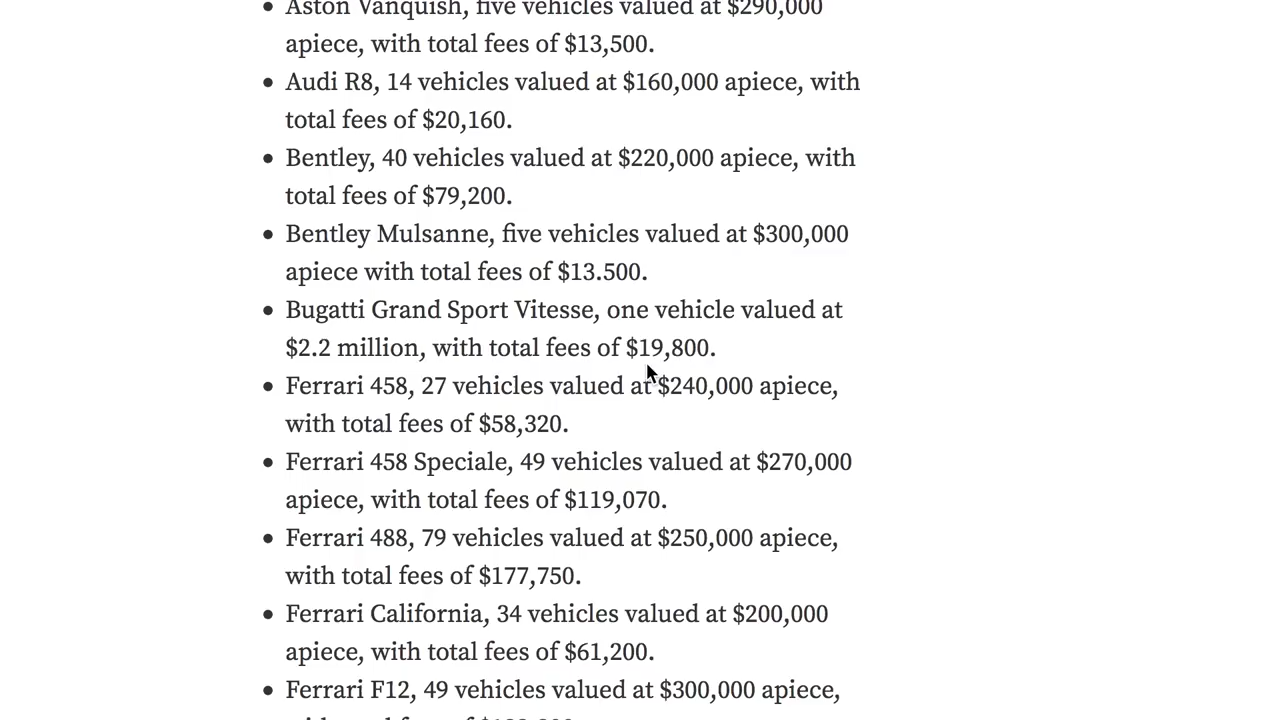 Aston Vanquish, five vehicles valued at $290,000
apiece, with total fees of $13,500.
Audi R8, 14 vehicles valued at $160,000 apiece, with
total fees of $20,160.
Bentley, 40 vehicles valued at $220,000 apiece, with
total fees of $79,200.
Bentley Mulsanne, five vehicles valued at $300,000
apiece with total fees of $13.500.
Bugatti Grand Sport Vitesse, one vehicle valued at
$2.2 million, with total fees of $19,800.
Ferrari 458, 27 vehicles valued at $240,000 apiece,
with total fees of $58,320.
Ferrari 458 Speciale, 49 vehicles valued at $270,000
apiece, with total fees of $119,070.
Ferrari 488, 79 vehicles valued at $250,000 apiece,
with total fees of $177,750.
Ferrari California, 34 vehicles valued at $200,000
apiece, with total fees of $61,200.
Ferrari F12, 49 vehicles valued at $300,000 apiece,